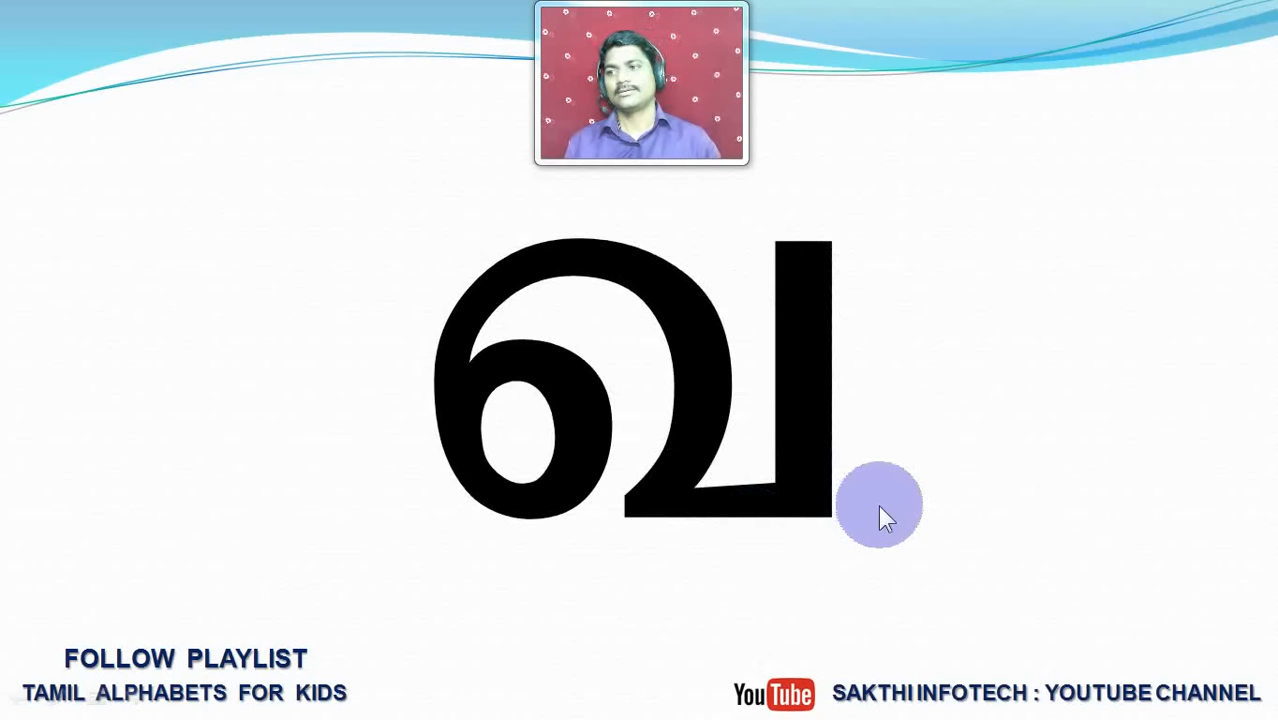 வ
FOLLOW PLAYLIST
TAMIL ALPHABETS FOR KIDS
YouTube SAKTHI INFOTECH : YOUTUBE CHANNEL